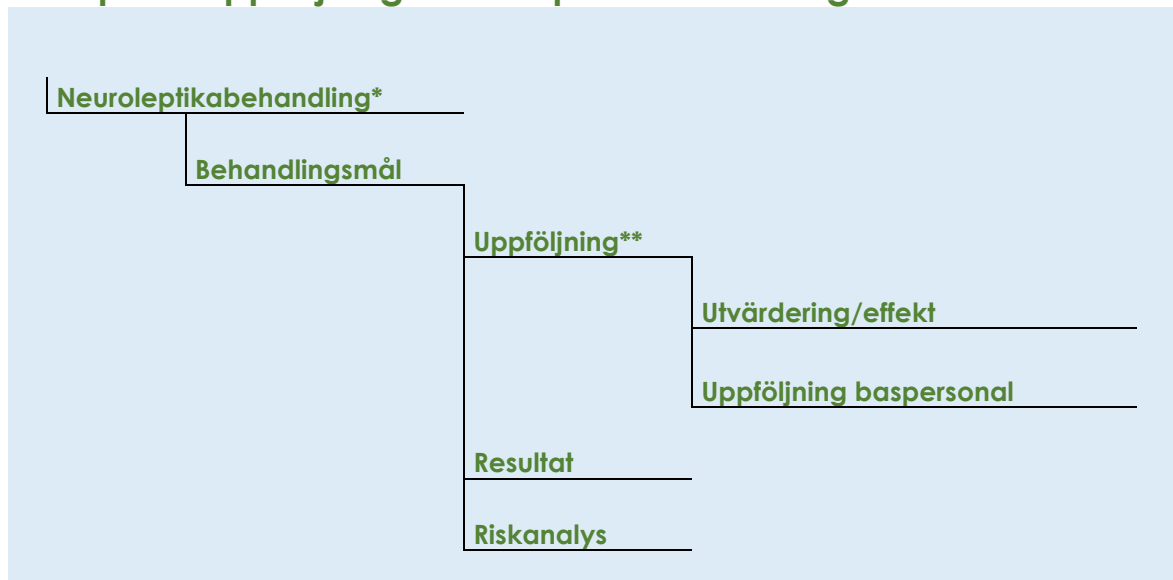 Neuroleptikabehandling*
Behandlingsmål
Uppföljning**
Utvärdering/effekt
Uppföljning baspersonal
Resultat
Riskanalys